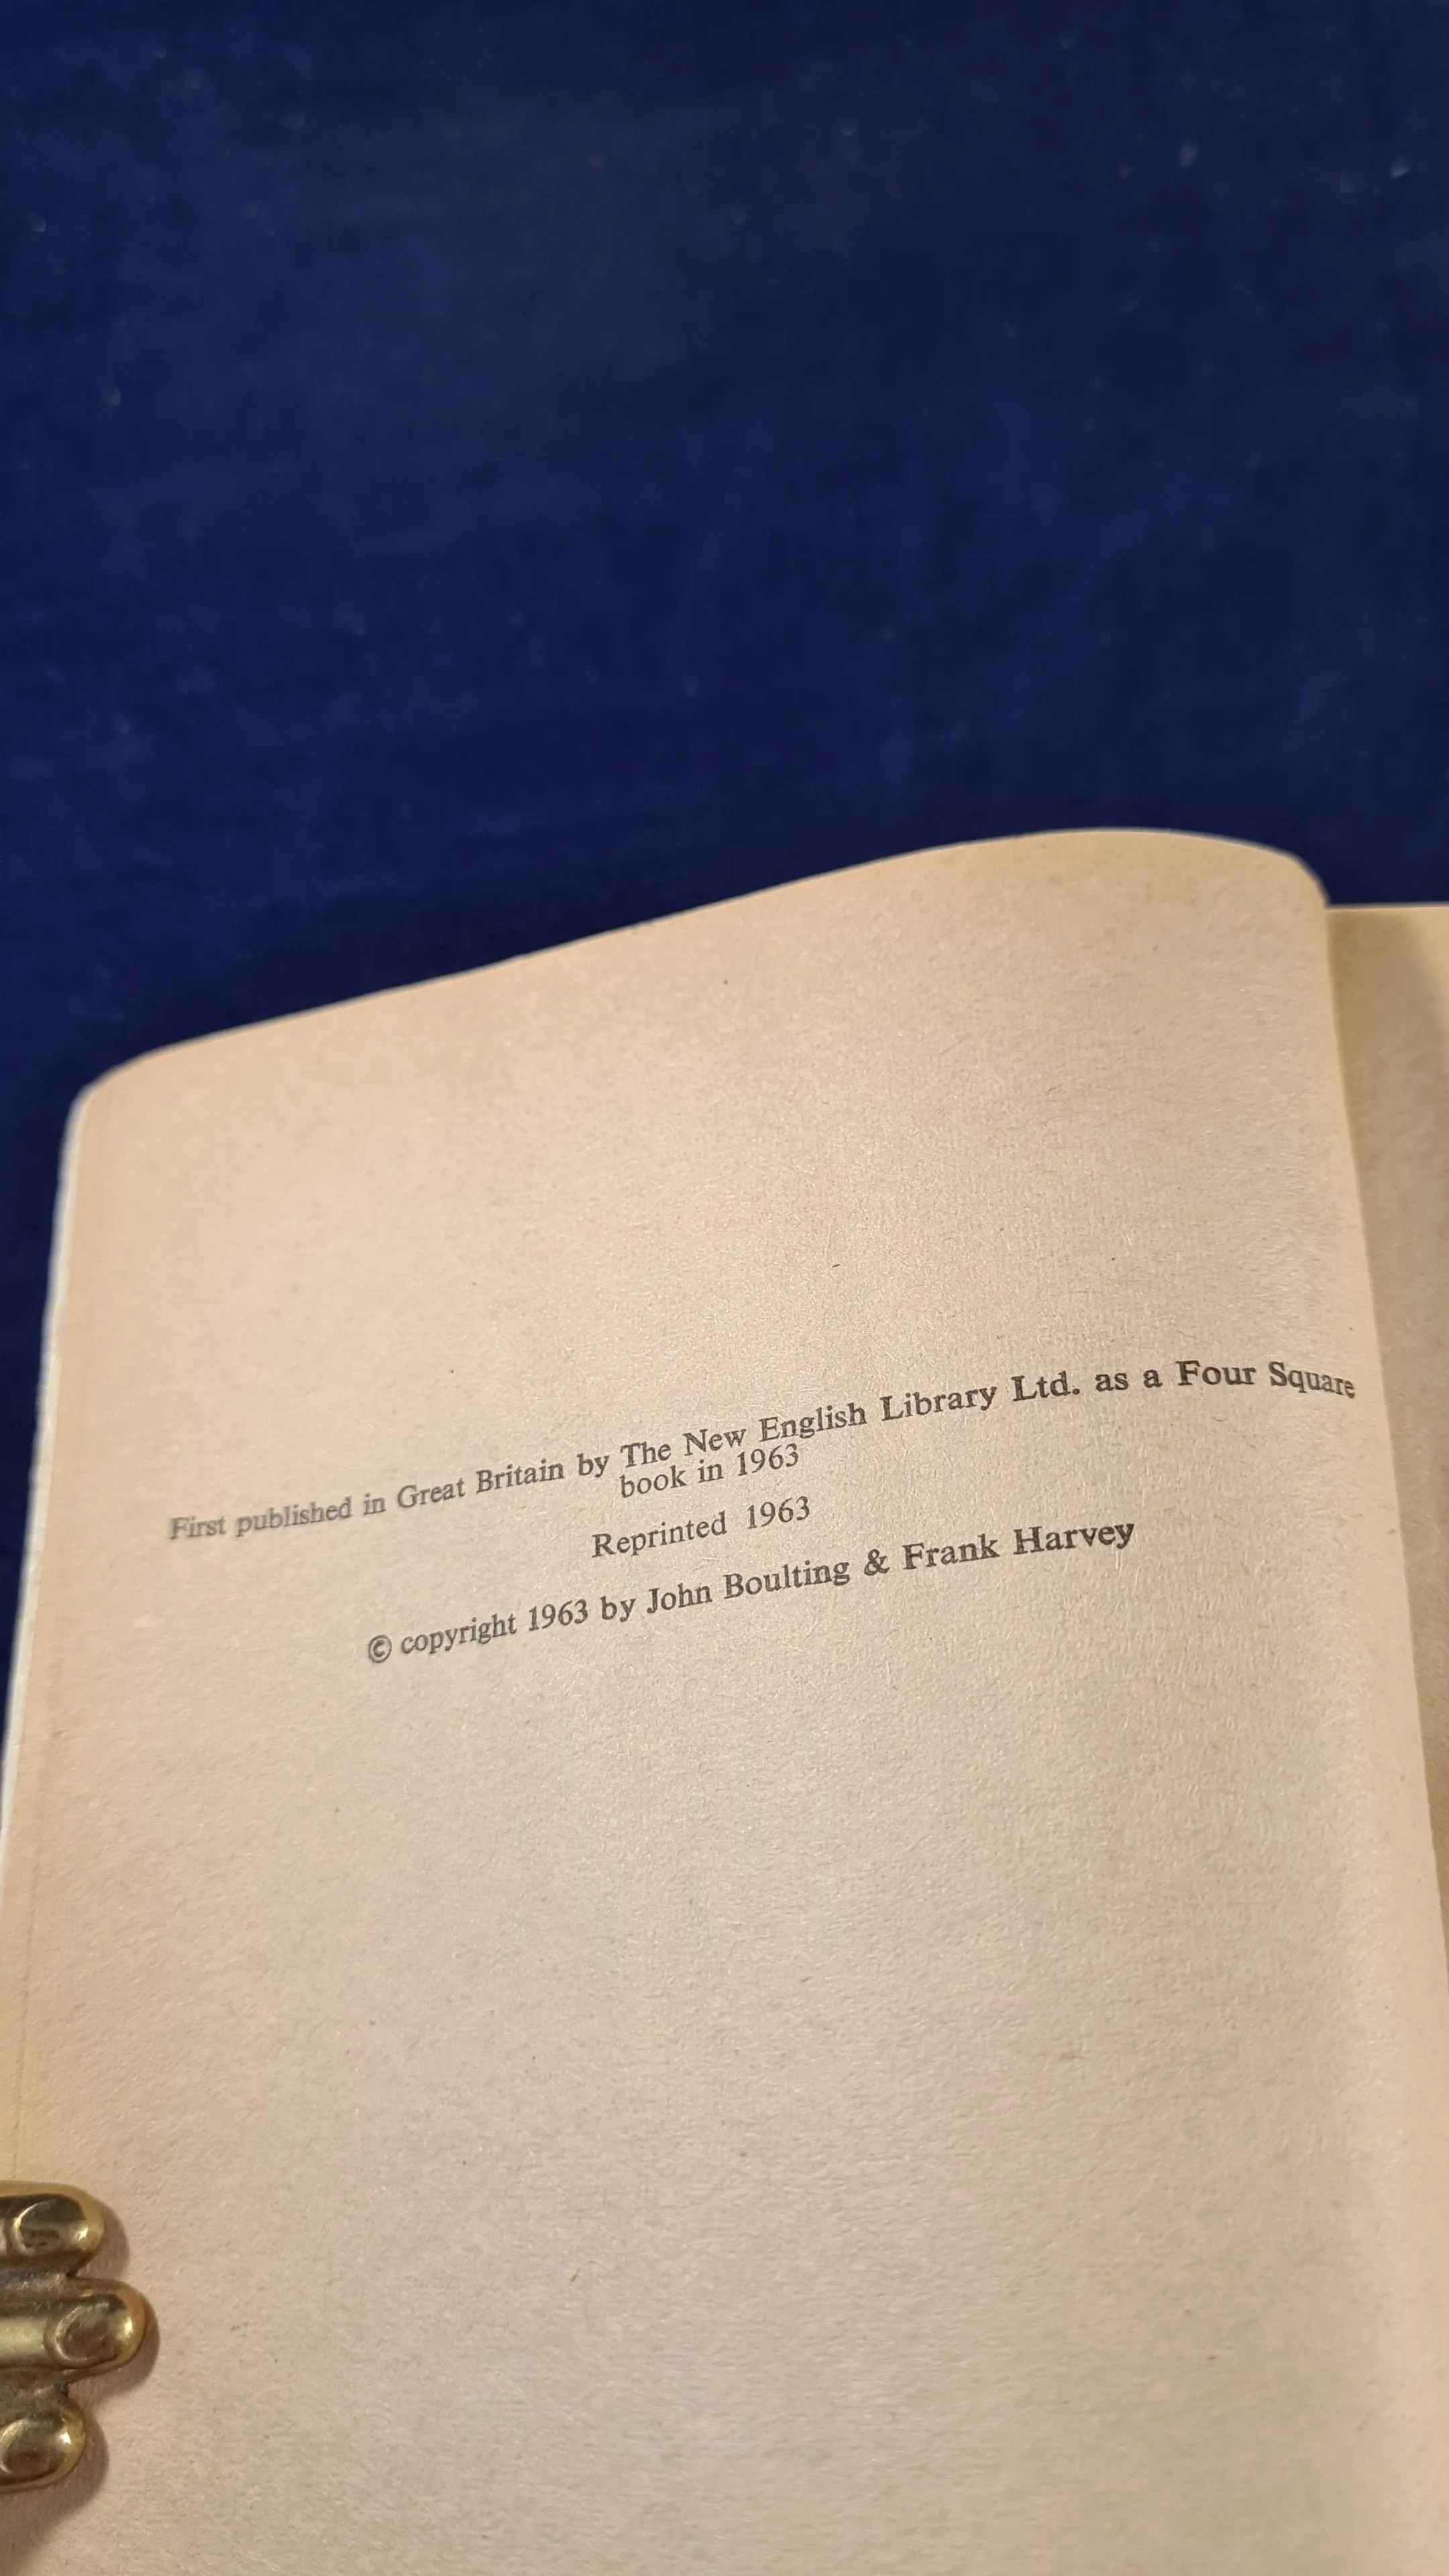 First published in Great Britain by The New English Library Ltd. as a Four Square
book in 1963
Reprinted 1963
© copyright 1963 by John Boulting & Frank Harvey